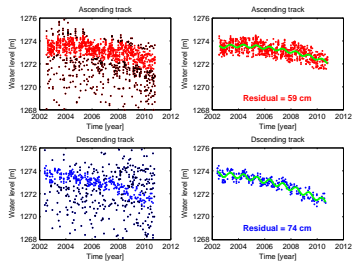 Ascending track
Ascending track
1276
1274
1272
1270
1268
Water level [m]
2002 2004 2006 2008 2010 2012
Time [year]
1276
1274
1272
1270
1268
Water level [m]
Residual = 59 cm
2002 2004 2006 2008 2010 2012
Time [year]
Descending track
Dscending track
1276
1274
1272
1270
1268
Water level [m]
2002 2004 2006 2008 2010 2012
Time [year]
1276
1274
1272
1270
1268
Water level [m]
Residual = 74 cm
2002 2004 2006 2008 2010 2012
Time [year]